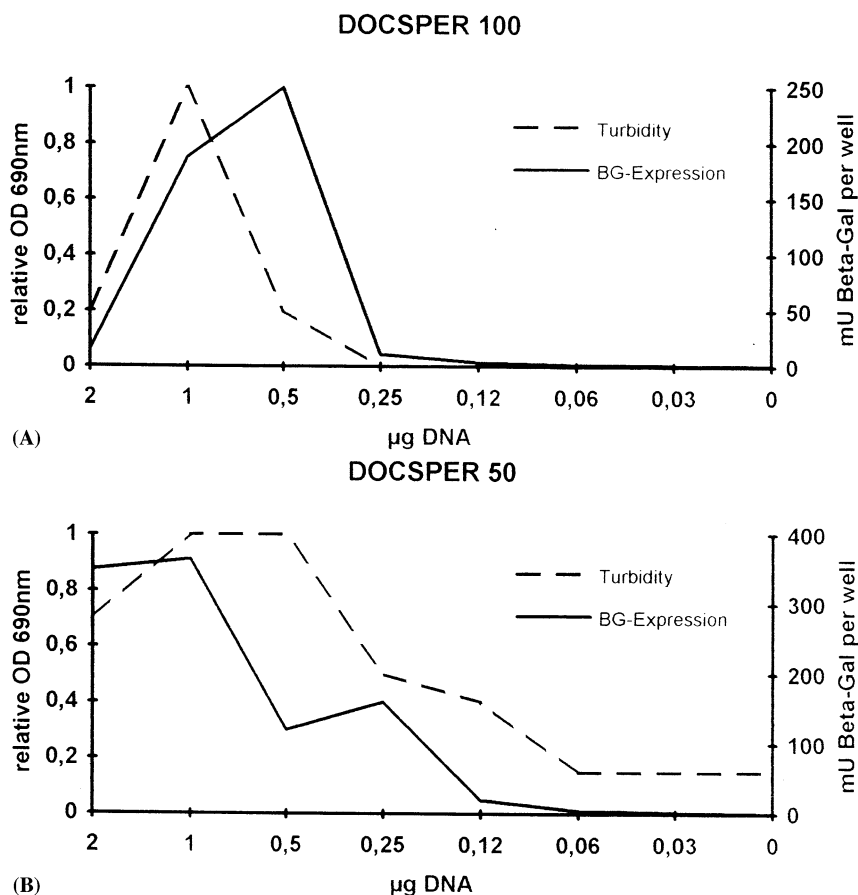 DOCSPER 100
relative OD 690nm
1
0,8
0,6
0,4
0,2
0
250
200
150
100
50
0
mU Beta-Gal per well
Turbidity
BG-Expression
2 1 0,5 0,25 0,12 0,06 0,03 0
(A)
µg DNA
DOCSPER 50
relative OD 690nm
1
0,8
0,6
0,4
0,2
0
400
300
200
100
0
mU Beta-Gal per well
Turbidity
BG-Expression
2 1 0,5 0,25 0,12 0,06 0,03 0
(B)
µg DNA